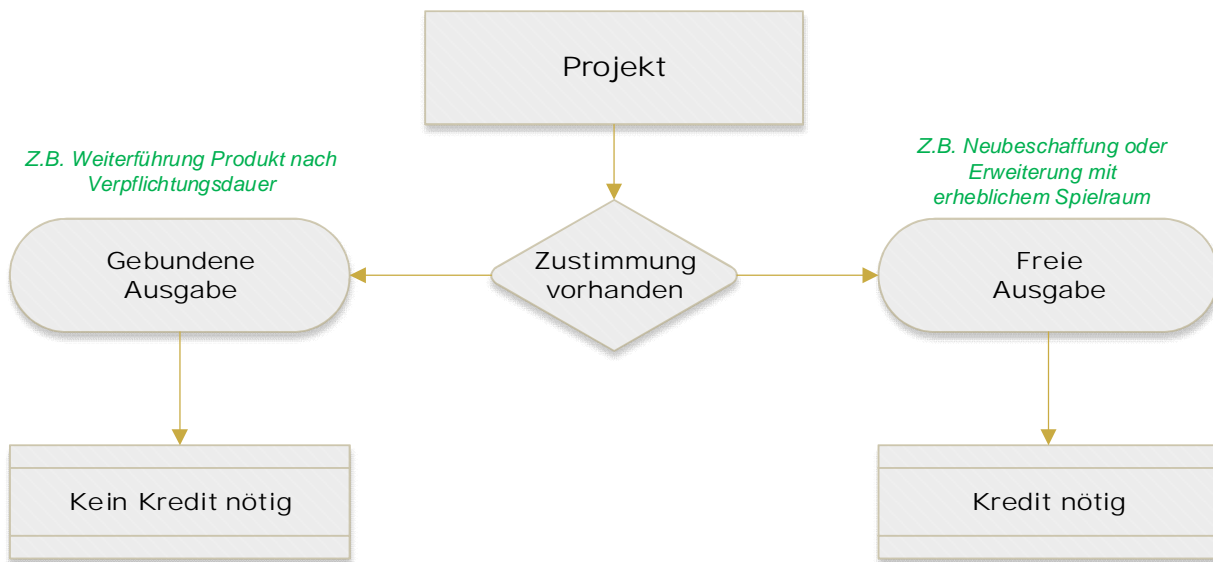 Projekt
Z.B. Weiterführung Produkt nach
Verpflichtungsdauer
Z.B. Neubeschaffung oder
Erweiterung mit
erheblichem Spielraum
Gebundene
Ausgabe
Zustimmung
vorhanden
Freie
Ausgabe
Kein Kredit nötig
Kredit nötig